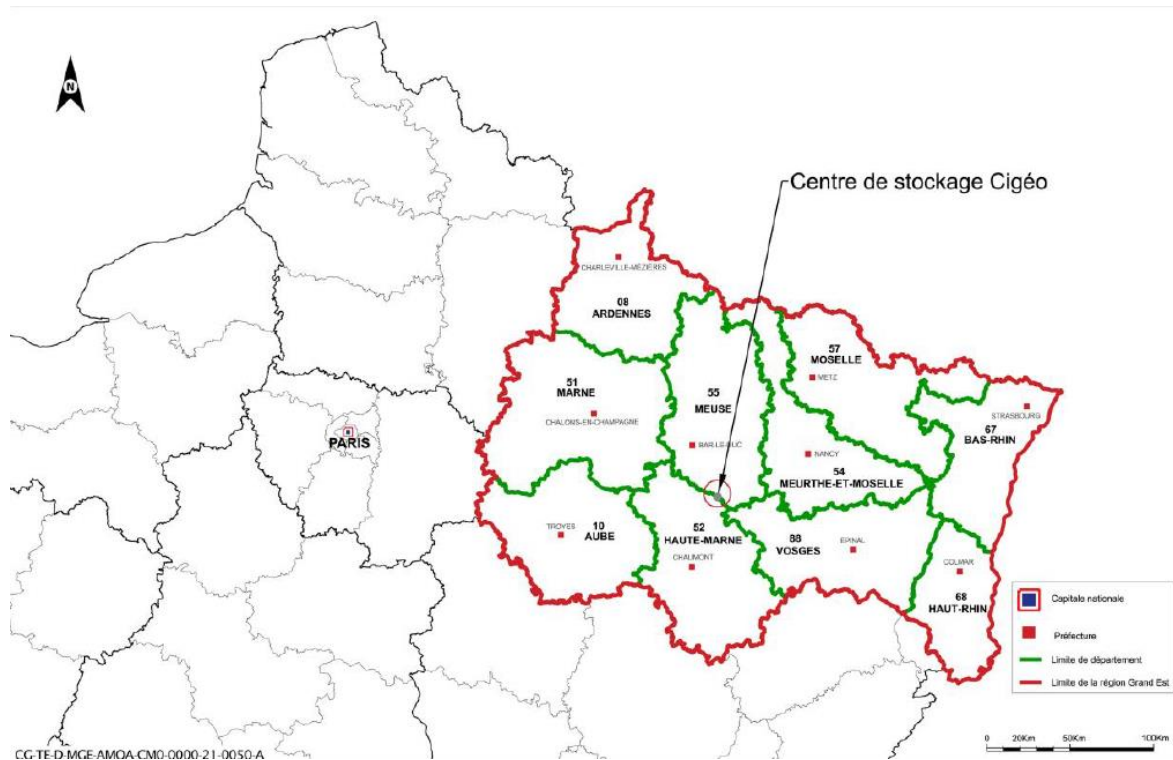 N
Centre de stockage Cigéo
CHARLEVILLE-MÉZIÈRES
08
ARDENNES
57
MOSELLE
METZ
51
MARNE
CHALONS-EN-CHAMPAGNE
55
MEUSE
BAR-LE-DUC
STRASBOURG
67
BAS-RHIN
PARIS
NANCY
54
MEURTHE-ET-MOSELLE
TROYES
10
AUBE
52
HAUTE-MARNE
CHAUMONT
88
VOSGES
EPINAL
COLMAR
68
HAUT-RHIN
Capitale nationale
Préfecture
Limite de département
Limite de la région Grand Est
0 20Km 50Km 100Km
CG-TE-D-MGE-AMOA-CM0-0000-21-0050-A